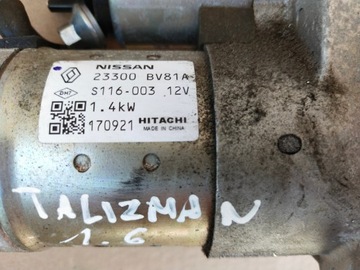 NISSAN
23300 BV81A
S116-003 12V
1.4kW
170921 HITACHI
MADE IN CHINA
TALIZMAN
1.6